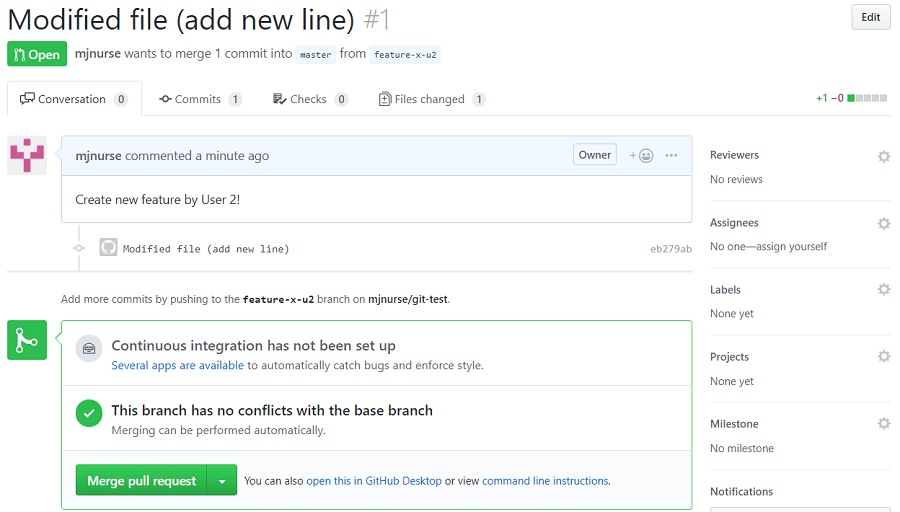 Modified file (add new line) #1
Edit
Open mjnurse wants to merge 1 commit into master from feature-x-u2
Conversation 0 Commits 1 Checks 0 Files changed 1
+1 −0
mjnurse commented a minute ago Owner
Create new feature by User 2!
Modified file (add new line) eb279ab
Add more commits by pushing to the feature-x-u2 branch on mjnurse/git-test.
Continuous integration has not been set up
Several apps are available to automatically catch bugs and enforce style.
This branch has no conflicts with the base branch
Merging can be performed automatically.
Merge pull request You can also open this in GitHub Desktop or view command line instructions.
Reviewers
No reviews
Assignees
No one—assign yourself
Labels
None yet
Projects
None yet
Milestone
No milestone
Notifications